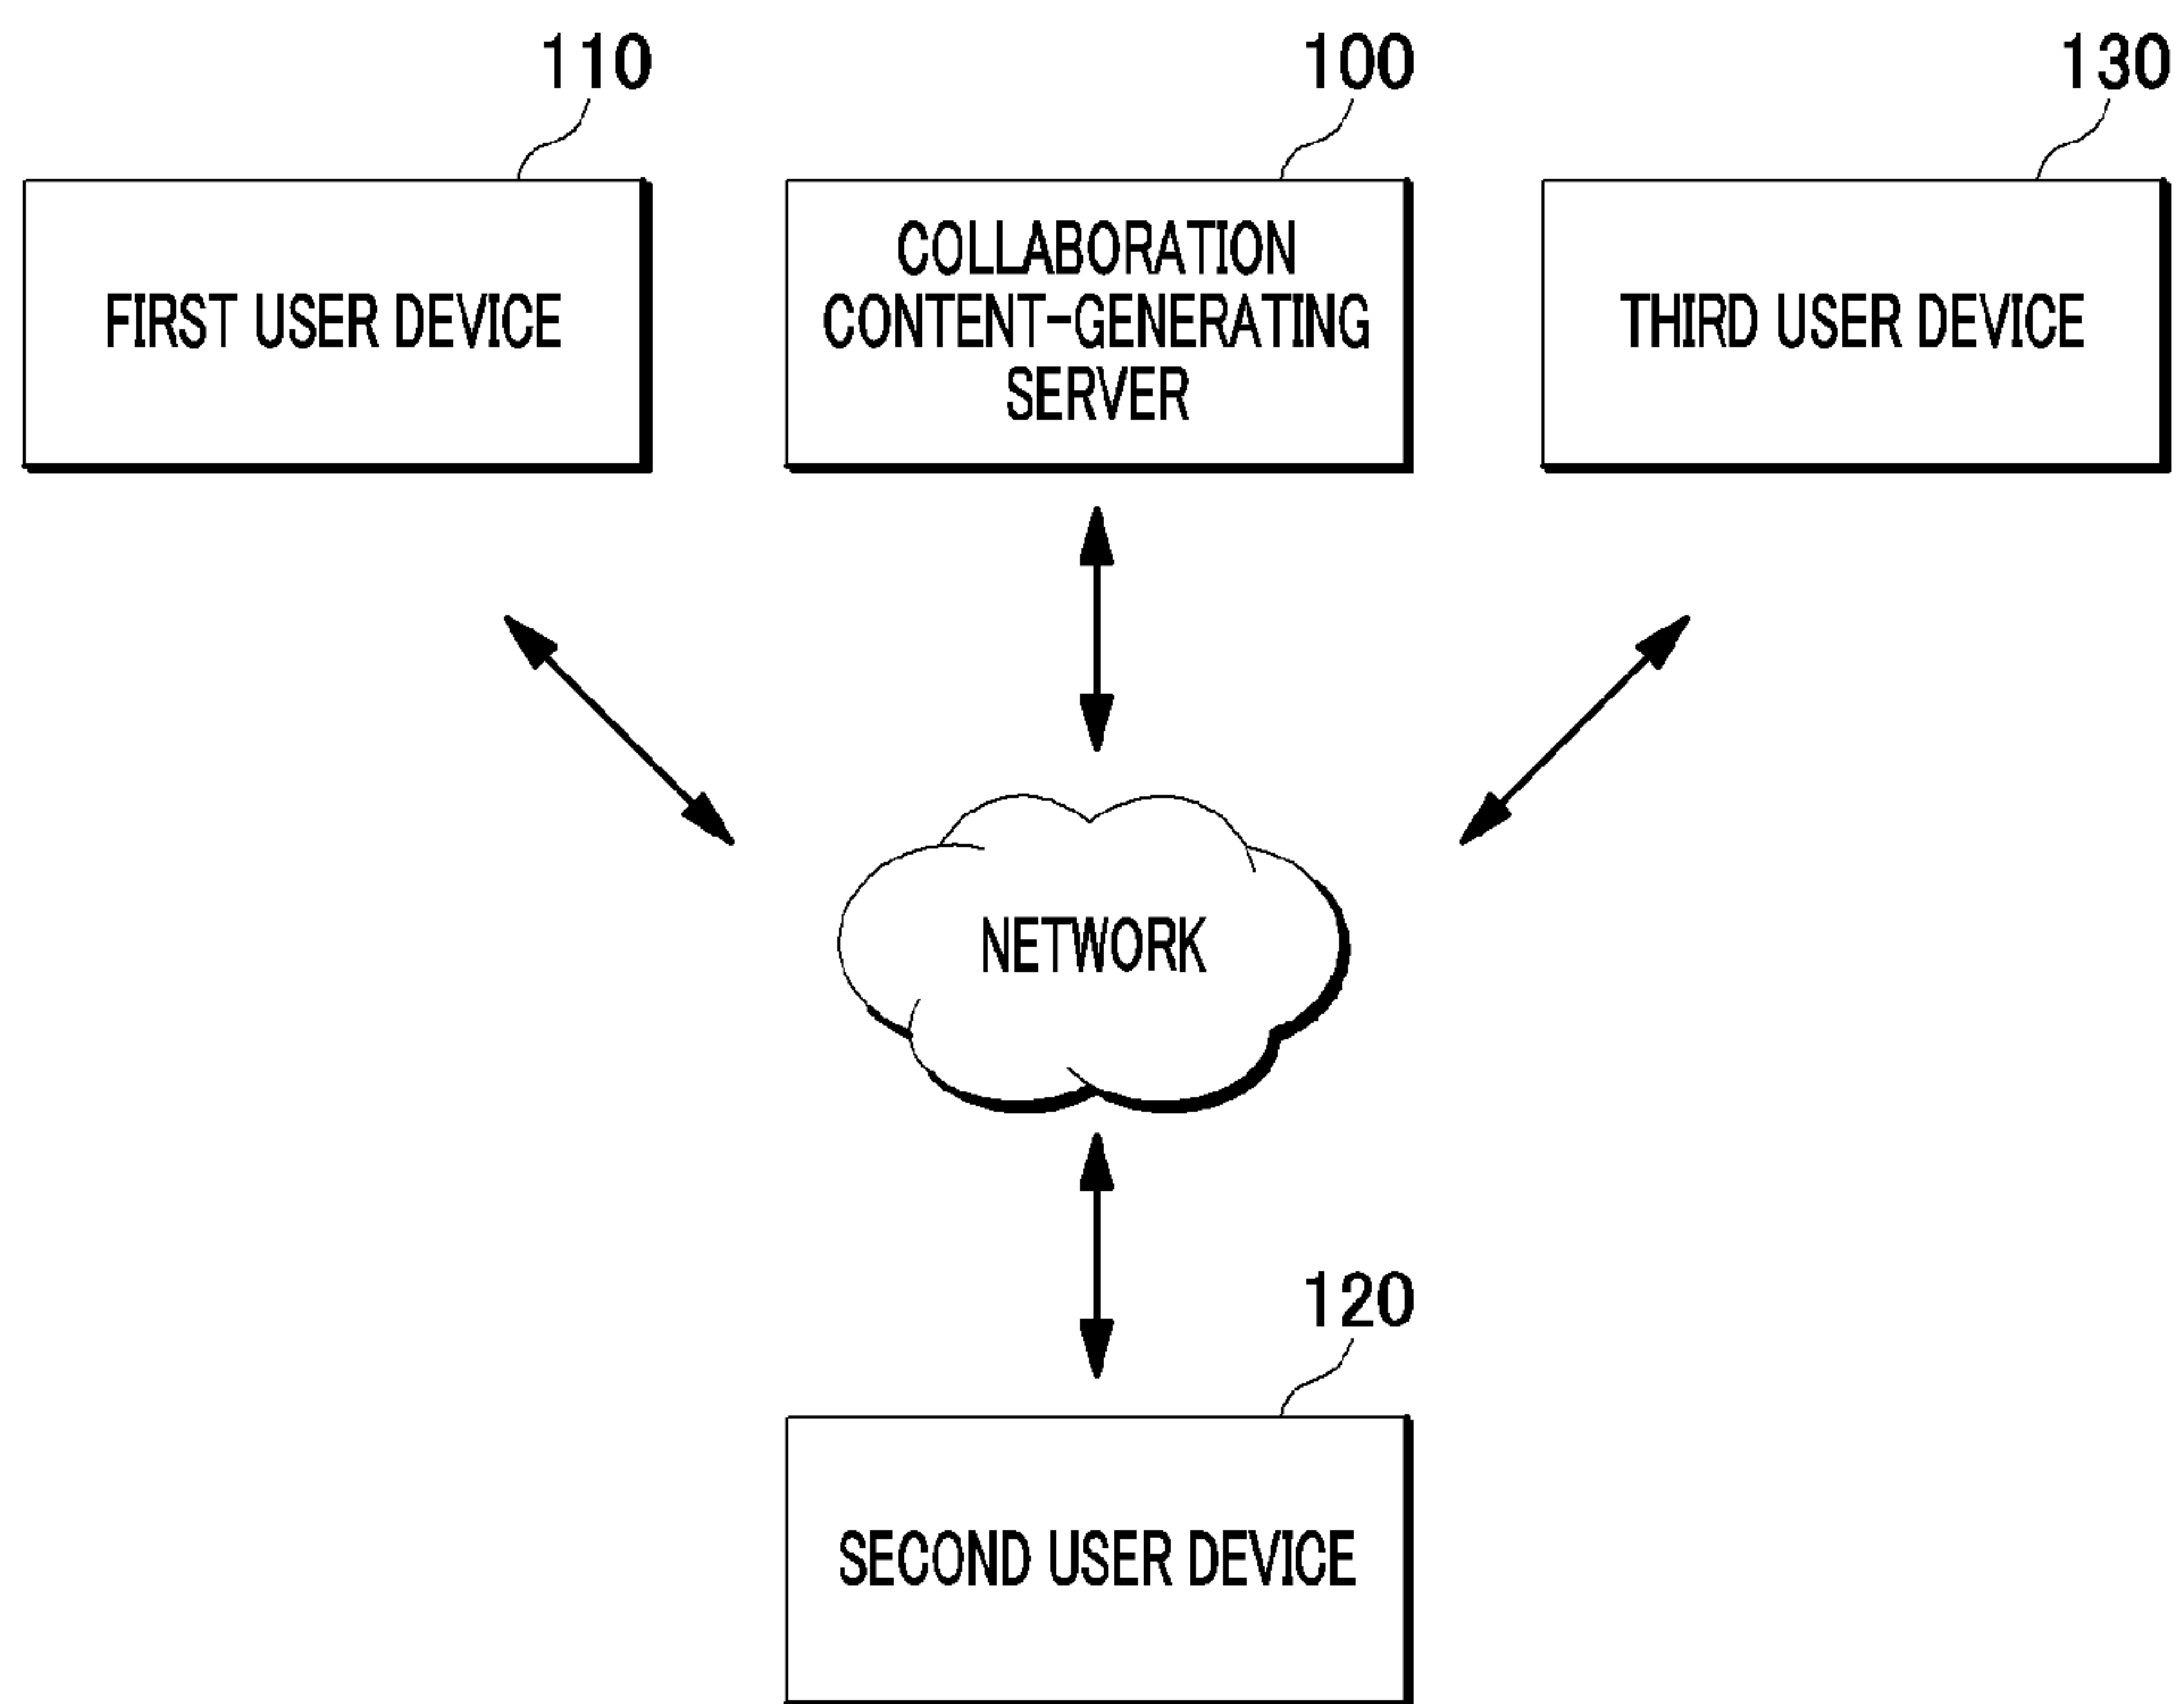 110
100
130
FIRST USER DEVICE
COLLABORATION
CONTENT-GENERATING
SERVER
THIRD USER DEVICE
NETWORK
120
SECOND USER DEVICE